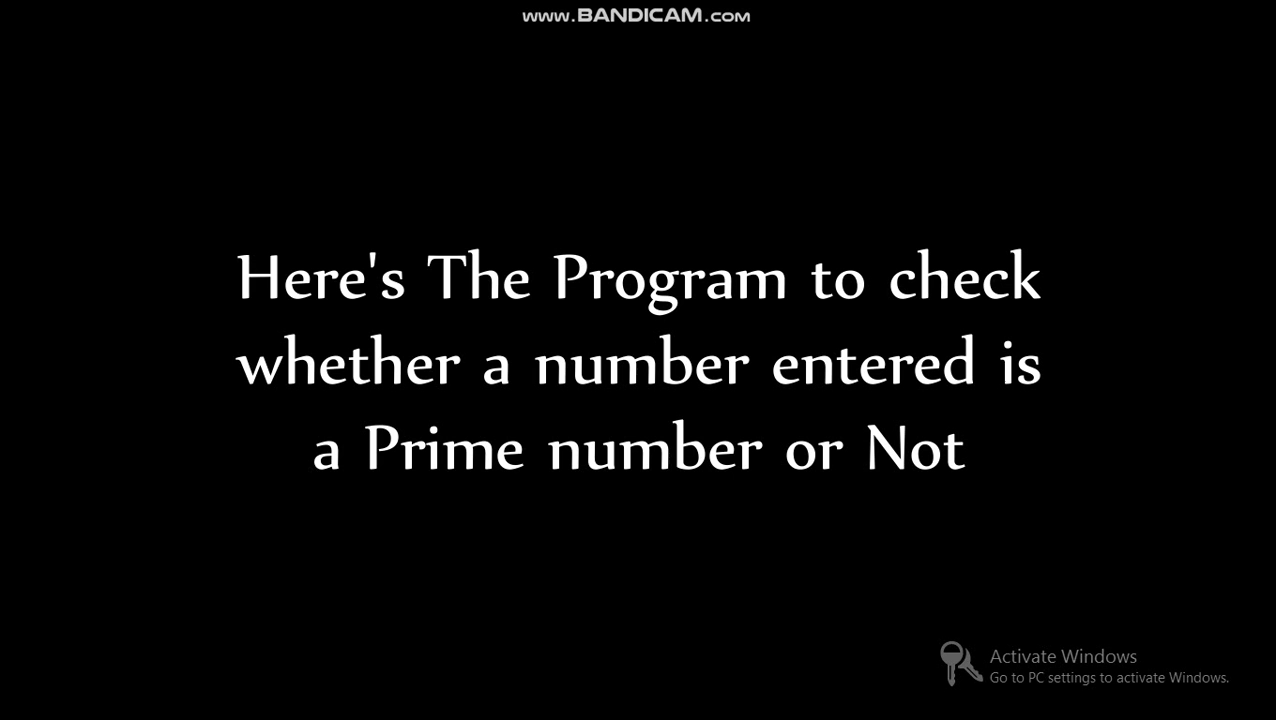 www.BANDICAM.com
Here's The Program to check
whether a number entered is
a Prime number or Not
Activate Windows
Go to PC settings to activate Windows.